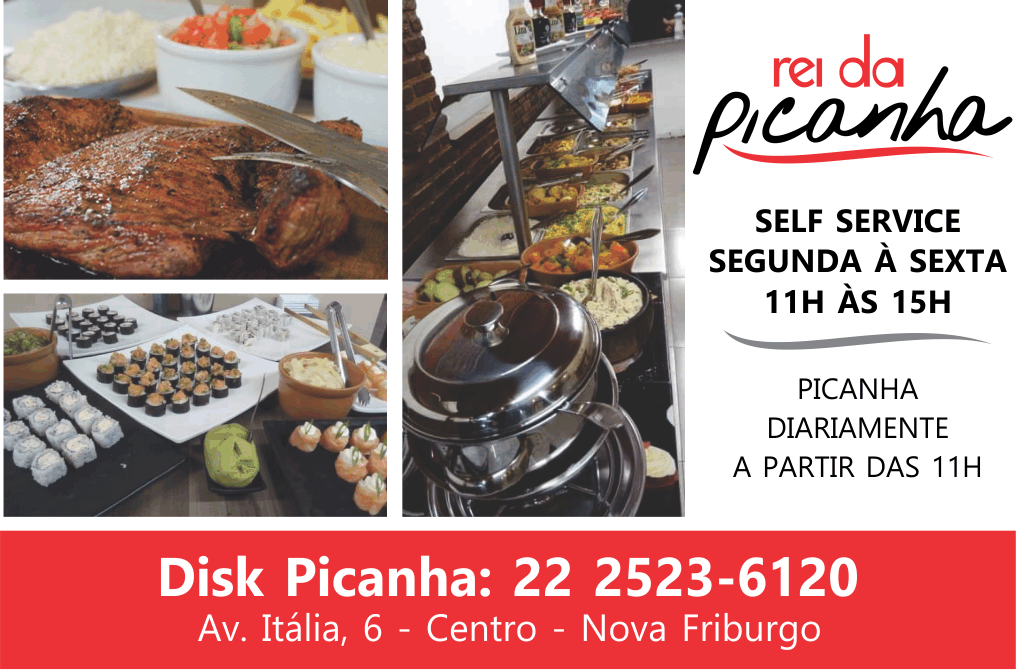 rei da
picanha
SELF SERVICE
SEGUNDA À SEXTA
11H ÀS 15H
PICANHA
DIARIAMENTE
A PARTIR DAS 11H
Disk Picanha: 22 2523-6120
Av. Itália, 6 - Centro - Nova Friburgo